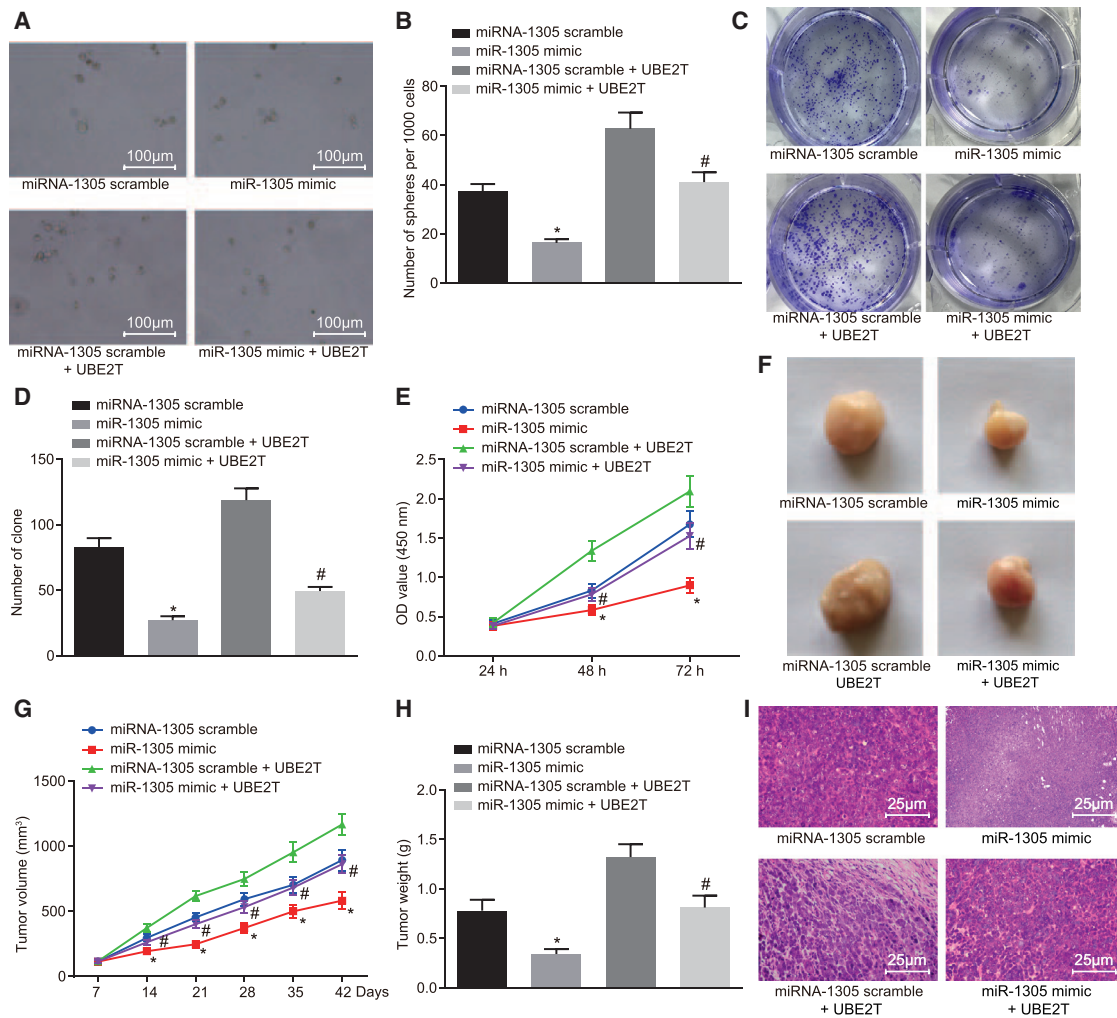 A
100μm
100μm
miRNA-1305 scramble
miR-1305 mimic
100μm
100μm
miRNA-1305 scramble
+ UBE2T
miR-1305 mimic + UBE2T
B
miRNA-1305 scramble
miR-1305 mimic
miRNA-1305 scramble + UBE2T
miR-1305 mimic + UBE2T
Number of spheres per 1000 cells
80
60
40
20
0
*
#
C
miRNA-1305 scramble
miR-1305 mimic
miRNA-1305 scramble
+ UBE2T
miR-1305 mimic
+ UBE2T
D
miRNA-1305 scramble
miR-1305 mimic
miRNA-1305 scramble + UBE2T
miR-1305 mimic + UBE2T
Number of clone
150
100
50
0
*
#
E
miRNA-1305 scramble
miR-1305 mimic
miRNA-1305 scramble + UBE2T
miR-1305 mimic + UBE2T
OD value (450 nm)
2.5
2.0
1.5
1.0
0.5
0.0
#
*
#
*
24 h
48 h
72 h
F
miRNA-1305 scramble
miR-1305 mimic
miRNA-1305 scramble
UBE2T
miR-1305 mimic
+ UBE2T
G
miRNA-1305 scramble
miR-1305 mimic
miRNA-1305 scramble + UBE2T
miR-1305 mimic + UBE2T
Tumor volume (mm³)
1500
1000
500
0
#
*
#
*
#
*
#
*
#
*
7
14
21
28
35
42 Days
H
miRNA-1305 scramble
miR-1305 mimic
miRNA-1305 scramble + UBE2T
miR-1305 mimic + UBE2T
Tumor weight (g)
2.0
1.5
1.0
0.5
0.0
*
#
I
25μm
25μm
miRNA-1305 scramble
miR-1305 mimic
25μm
25μm
miRNA-1305 scramble
+ UBE2T
miR-1305 mimic
+ UBE2T